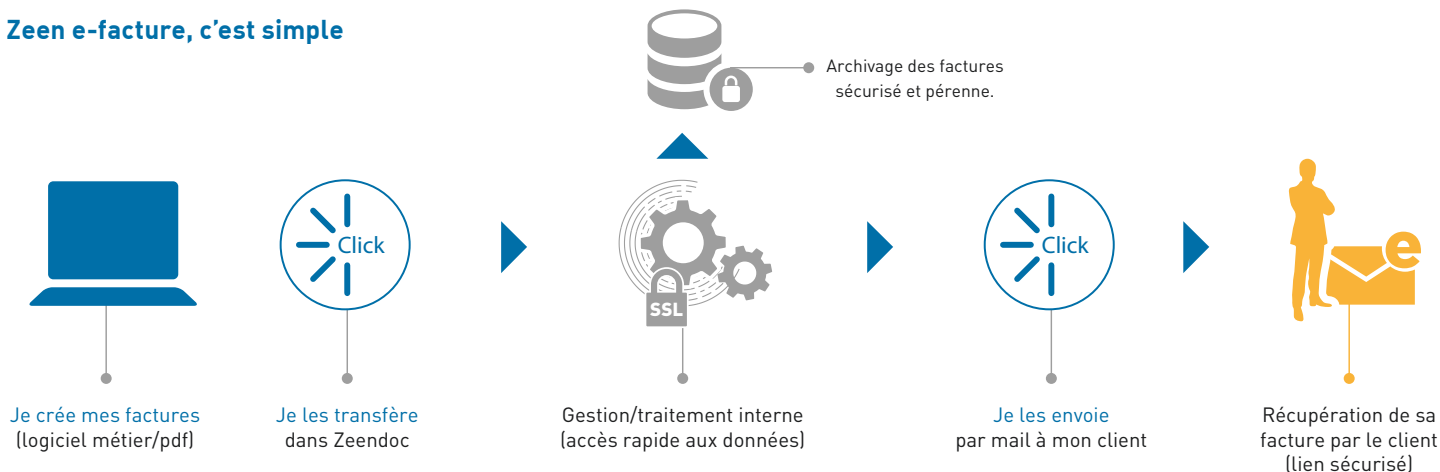 Zeen e-facture, c’est simple
Archivage des factures
sécurisé et pérenne.
Click
SSL
Click
e
Je crée mes factures
(logiciel métier/pdf)
Je les transfère
dans Zeendoc
Gestion/traitement interne
(accès rapide aux données)
Je les envoie
par mail à mon client
Récupération de sa
facture par le client
(lien sécurisé)